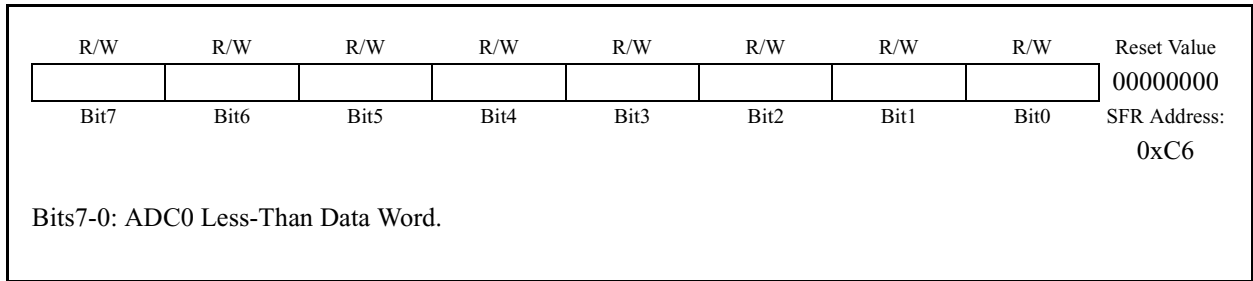 R/W R/W R/W R/W R/W R/W R/W R/W Reset Value
00000000
Bit7 Bit6 Bit5 Bit4 Bit3 Bit2 Bit1 Bit0 SFR Address:
0xC6
Bits7-0: ADC0 Less-Than Data Word.